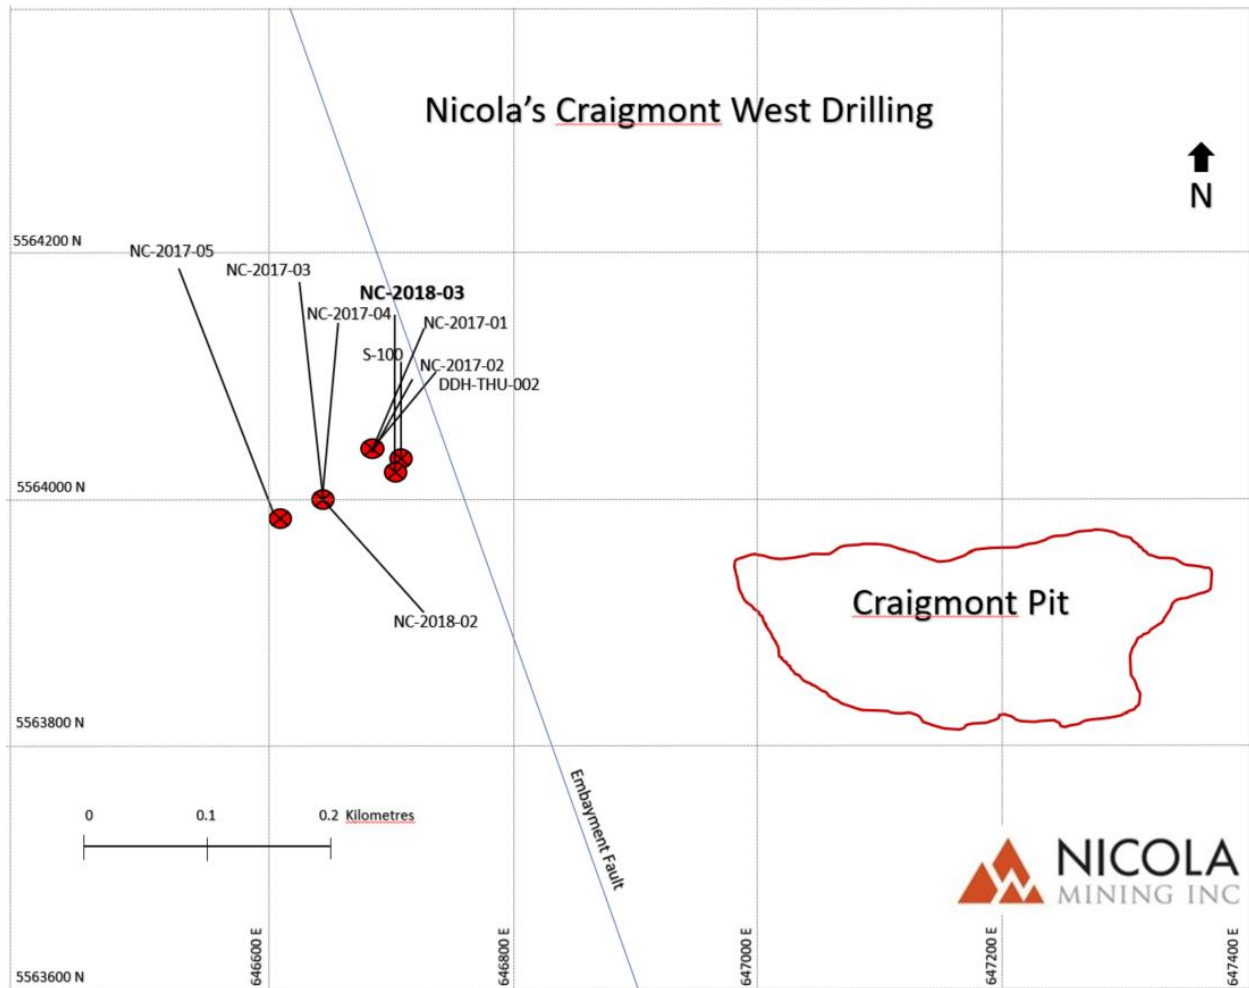 Nicola's Craigmont West Drilling
N
5564200 N
NC-2017-05
NC-2017-03
NC-2018-03
NC-2017-04
NC-2017-01
S-100
NC-2017-02
DDH-THU-002
5564000 N
Craigmont Pit
NC-2018-02
5563800 N
Embayment Fault
0 0.1 0.2 Kilometres
NICOLA
MINING INC
646600 E
646800 E
647000 E
647200 E
647400 E
5563600 N